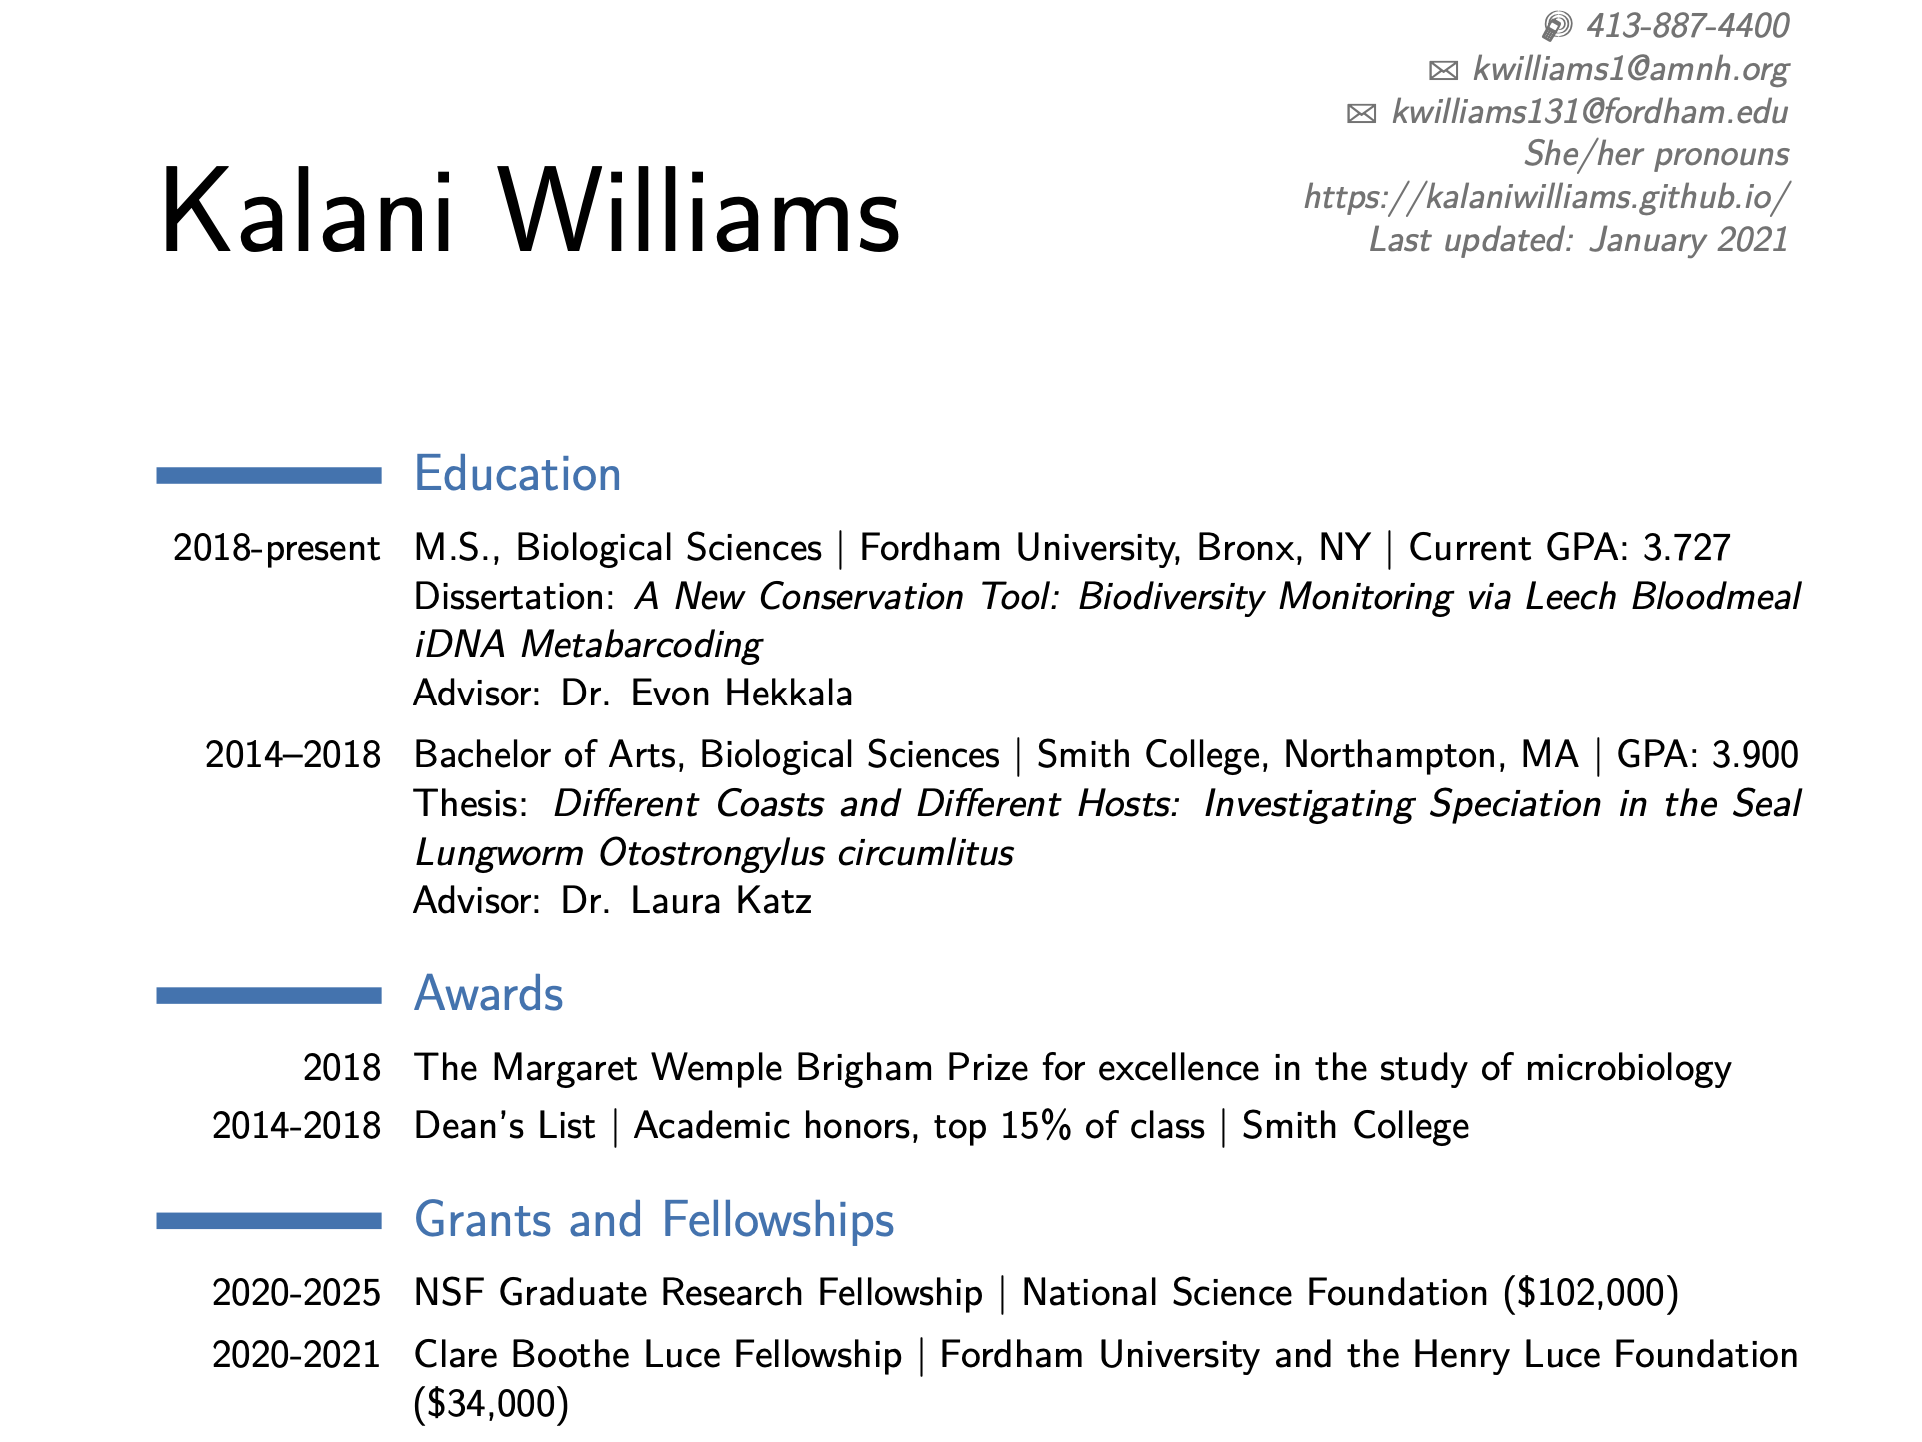 413-887-4400
kwilliams1@amnh.org
kwilliams131@fordham.edu
She/her pronouns
https://kalaniwilliams.github.io/
Last updated: January 2021
Kalani Williams
Education
2018-present M.S., Biological Sciences | Fordham University, Bronx, NY | Current GPA: 3.727
Dissertation: A New Conservation Tool: Biodiversity Monitoring via Leech Bloodmeal
iDNA Metabarcoding
Advisor: Dr. Evon Hekkala
2014–2018 Bachelor of Arts, Biological Sciences | Smith College, Northampton, MA | GPA: 3.900
Thesis: Different Coasts and Different Hosts: Investigating Speciation in the Seal
Lungworm Otostrongylus circumlitus
Advisor: Dr. Laura Katz
Awards
2018 The Margaret Wemple Brigham Prize for excellence in the study of microbiology
2014-2018 Dean's List | Academic honors, top 15% of class | Smith College
Grants and Fellowships
2020-2025 NSF Graduate Research Fellowship | National Science Foundation ($102,000)
2020-2021 Clare Boothe Luce Fellowship | Fordham University and the Henry Luce Foundation
($34,000)